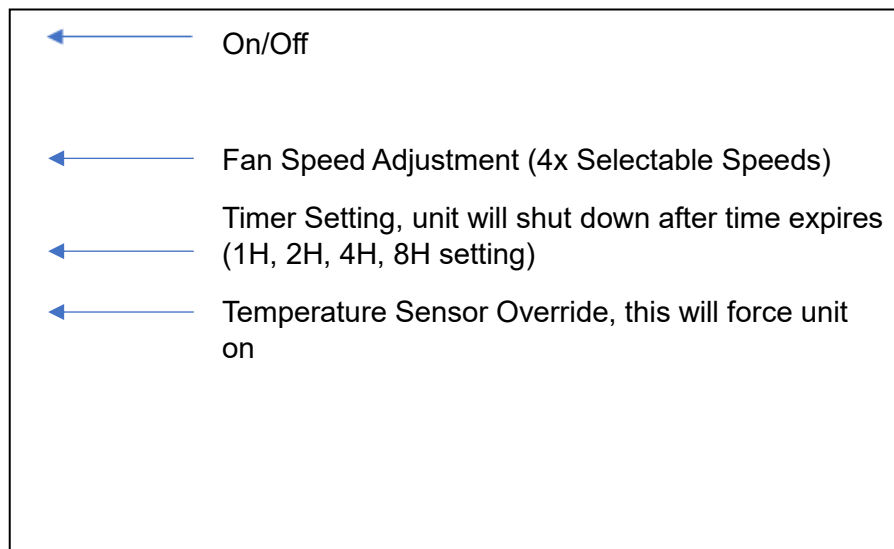 On/Off
Fan Speed Adjustment (4x Selectable Speeds)
Timer Setting, unit will shut down after time expires
(1H, 2H, 4H, 8H setting)
Temperature Sensor Override, this will force unit
on